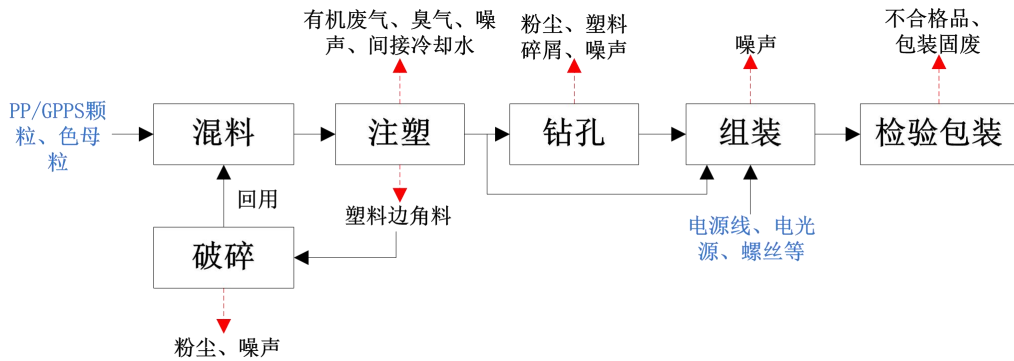 有机废气、臭气、噪
声、间接冷却水
粉尘、塑料
碎屑、噪声
噪声
不合格品、
包装固废
PP/GPPS颗
粒、色母
粒
混料
注塑
钻孔
组装
检验包装
回用
塑料边角料
电源线、电光
源、螺丝等
破碎
粉尘、噪声